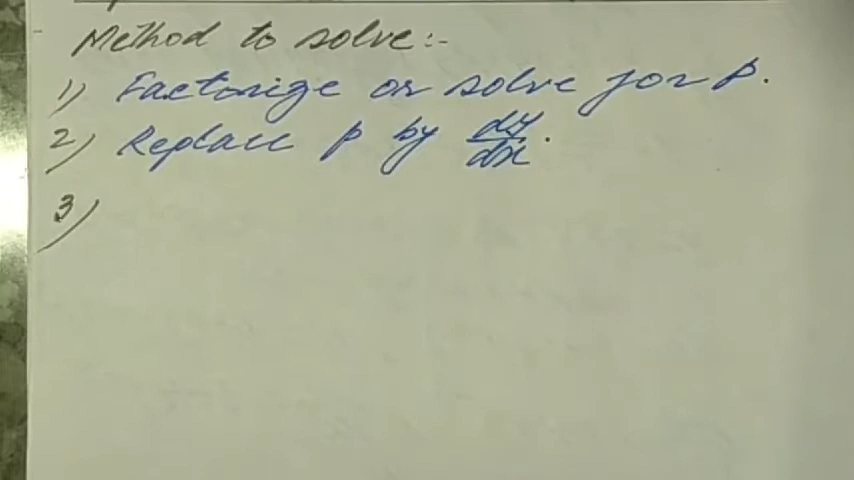 Method to solve:-
1) Factorize or solve for p.
2) Replace p by dy/dx.
3)